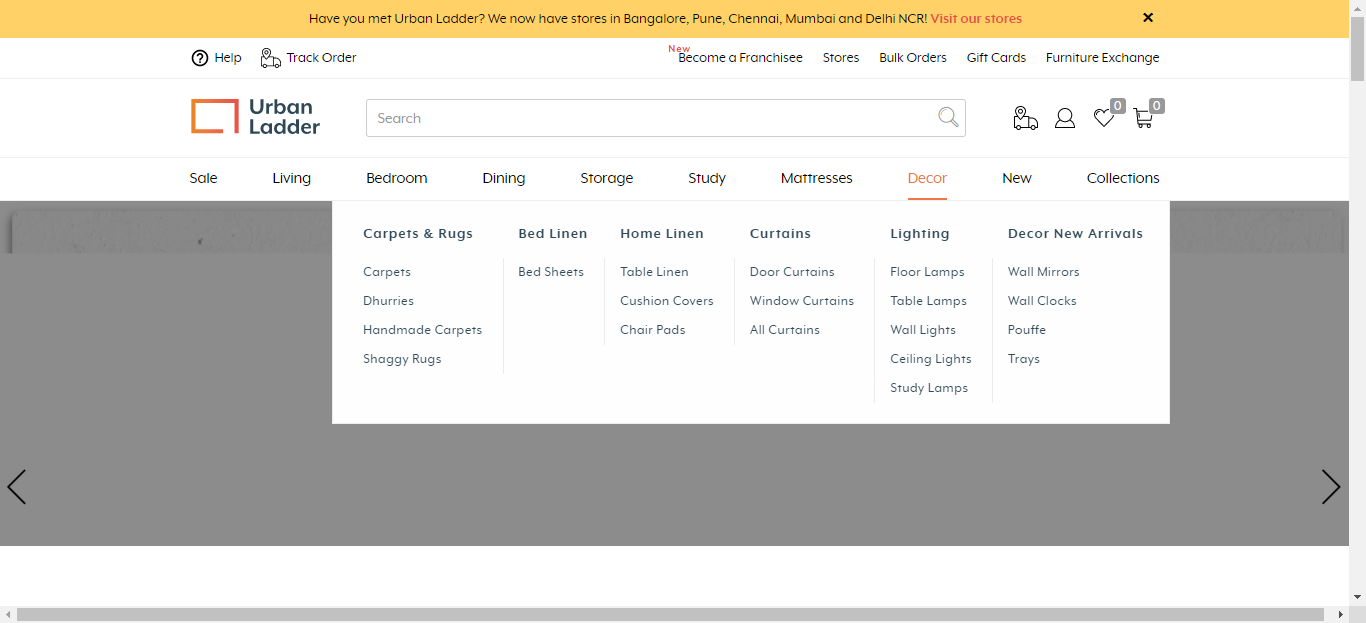 Have you met Urban Ladder? We now have stores in Bangalore, Pune, Chennai, Mumbai and Delhi NCR! Visit our stores
Help Track Order New Become a Franchisee Stores Bulk Orders Gift Cards Furniture Exchange
Urban
Ladder
Search
0 0
Sale Living Bedroom Dining Storage Study Mattresses Decor New Collections
Carpets & Rugs
Carpets
Dhurries
Handmade Carpets
Shaggy Rugs
Bed Linen
Bed Sheets
Home Linen
Table Linen
Cushion Covers
Chair Pads
Curtains
Door Curtains
Window Curtains
All Curtains
Lighting
Floor Lamps
Table Lamps
Wall Lights
Ceiling Lights
Study Lamps
Decor New Arrivals
Wall Mirrors
Wall Clocks
Pouffe
Trays